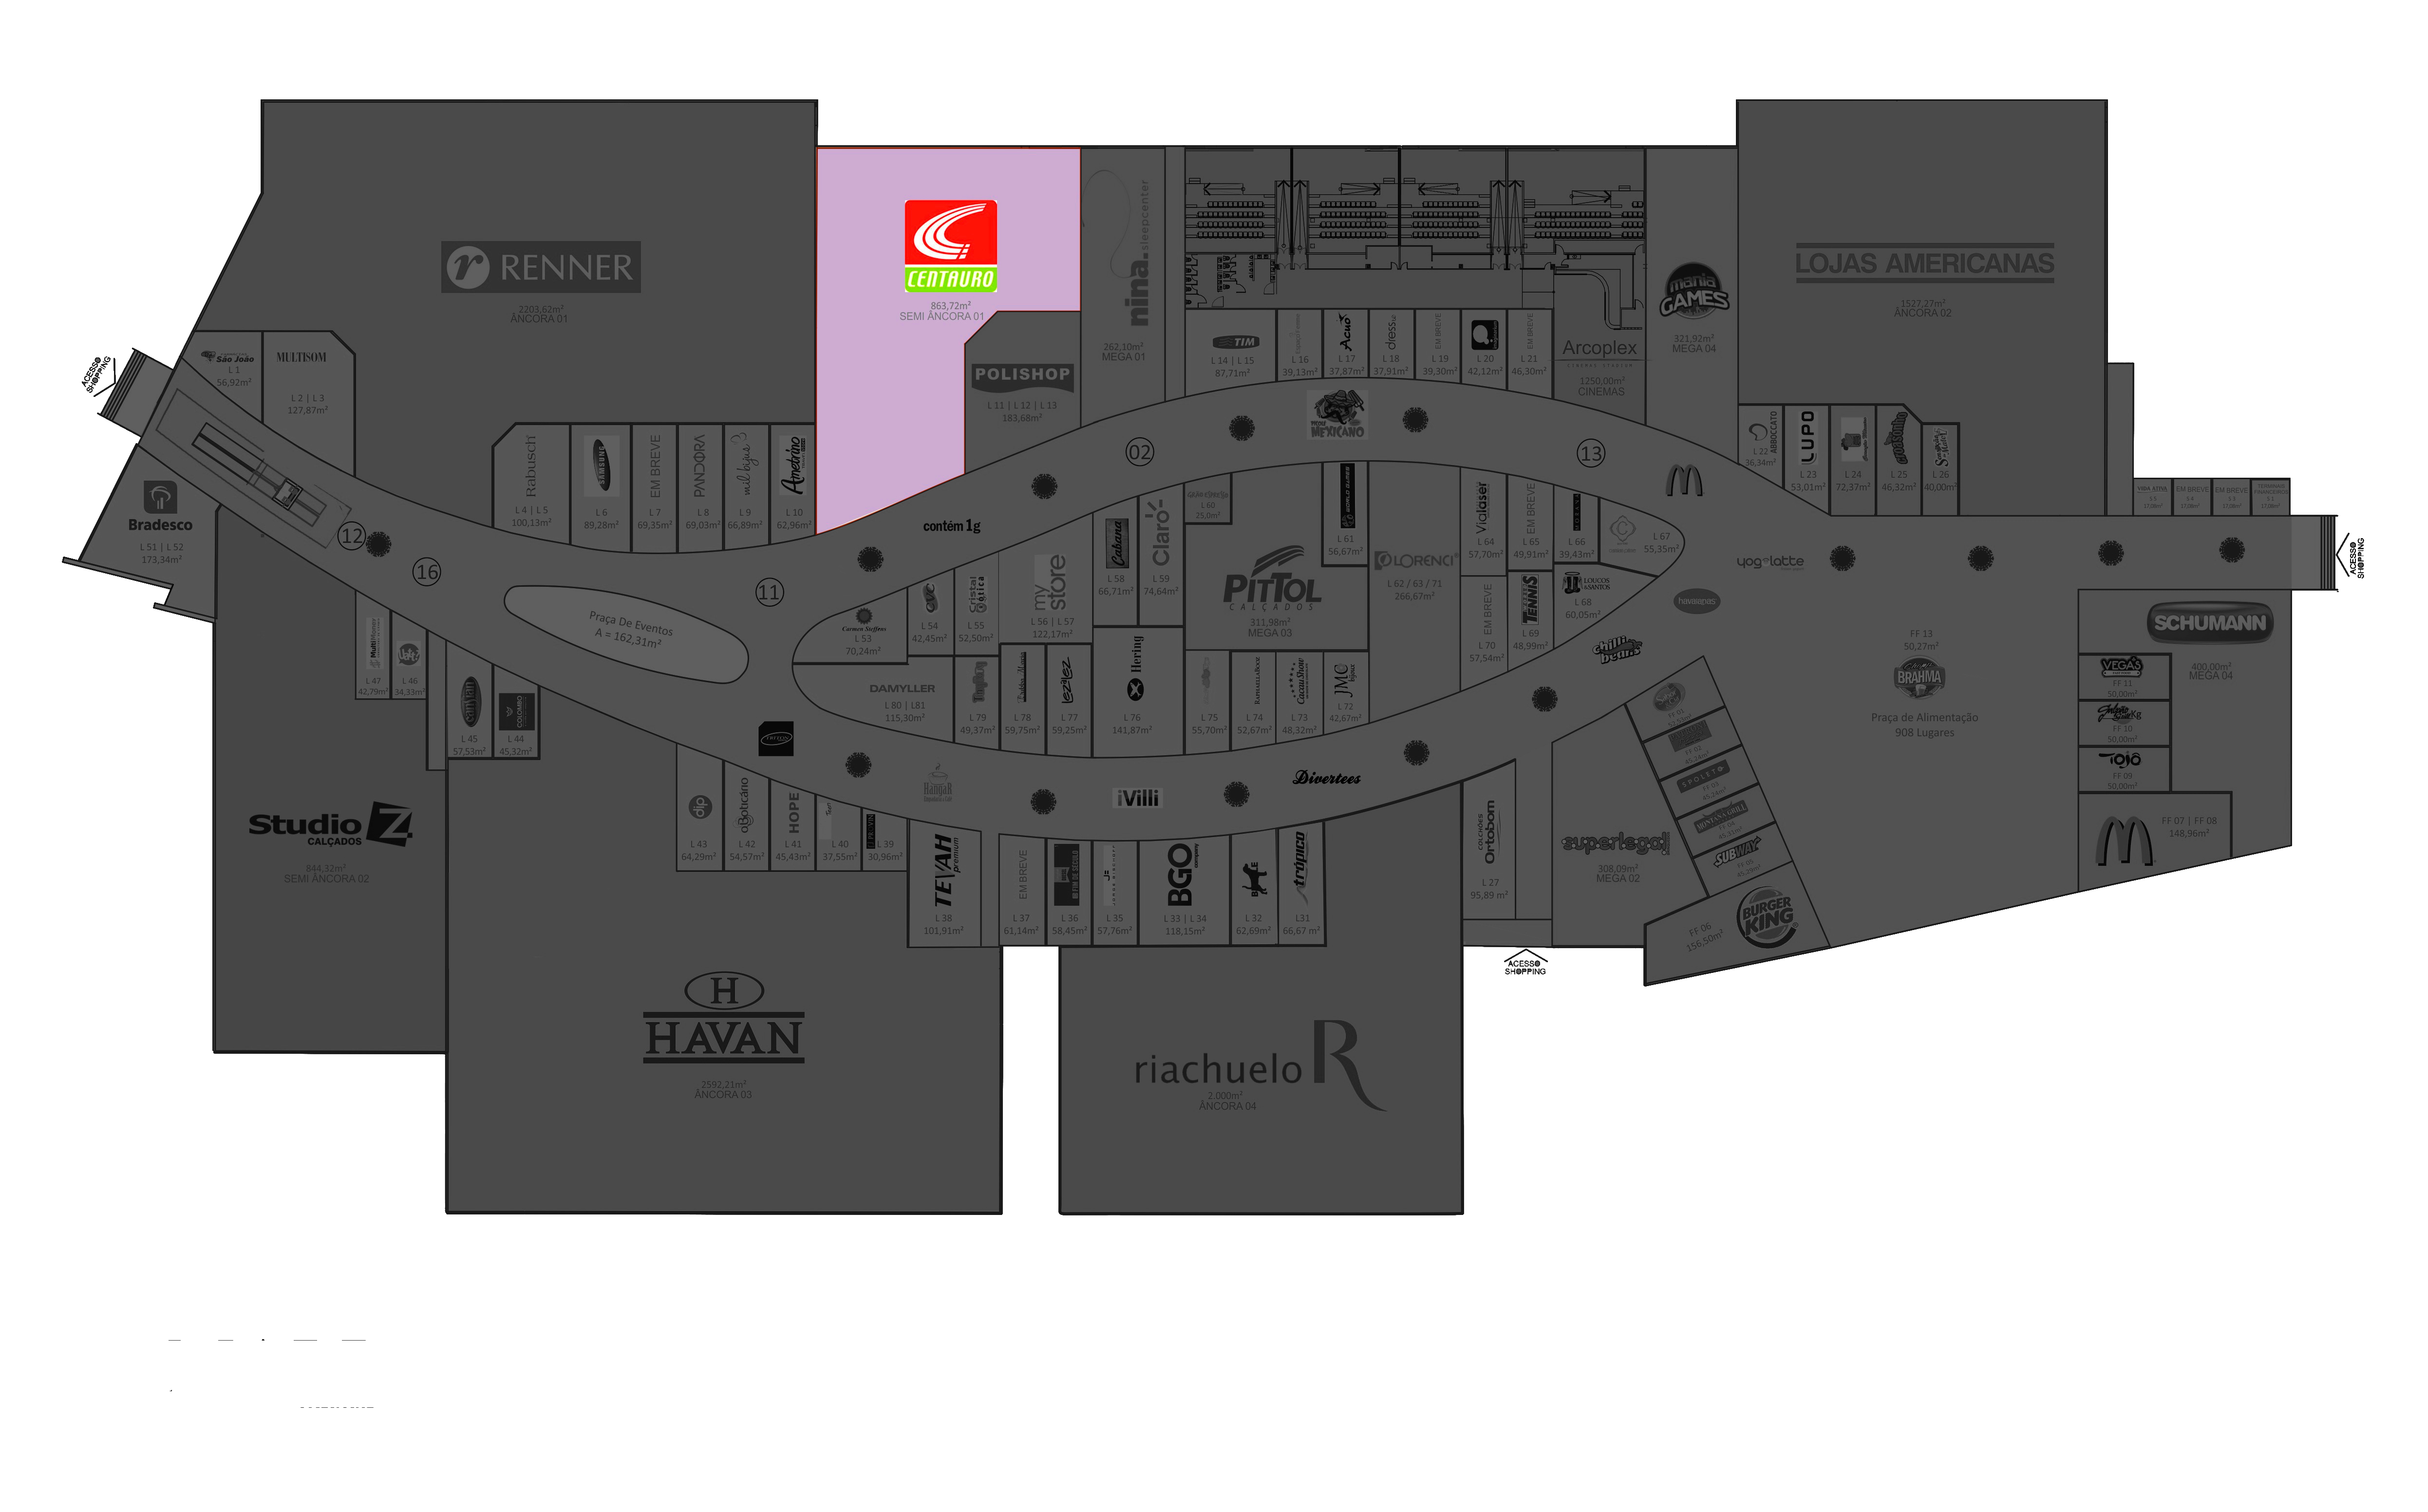 RENNER
2203,62m²
ÂNCORA 01
CENTAURO
863,72m²
SEMI ÂNCORA 01
nina.sleepcenter
262,10m²
MEGA 01
POLISHOP
L 11 | L 12 | L 13
183,68m²
mania
GAMES
321,92m²
MEGA 04
LOJAS AMERICANAS
1527,27m²
ÂNCORA 02
ACESSO
SHOPPING
São João
L 1
56,92m²
MULTISOM
L 2 | L 3
127,87m²
Rabusch
L 4 | L 5
100,13m²
SAMSUNG
L 6
89,28m²
EM BREVE
L 7
69,35m²
PANDORA
L 8
69,03m²
mil bijus
L 9
66,89m²
Ametrino
L 10
62,96m²
TIM
L 14 | L 15
87,71m²
L 16
39,13m²
Acuo
L 17
37,87m²
dress
L 18
37,91m²
EM BREVE
L 19
39,30m²
L 20
42,12m²
EM BREVE
L 21
46,30m²
Arcoplex
1250,00m²
CINEMAS
MEXICANO
02
13
ABBOCCATO
L 22
36,34m²
LUPO
L 23
53,01m²
L 24
72,37m²
Croasonho
L 25
46,32m²
L 26
40,00m²
EM BREVE
EM BREVE
ACESSO
SHOPPING
Bradesco
L 51 | L 52
173,34m²
12
16
11
Praça De Eventos
A = 162,31m²
contém 1g
Carmen Steffens
L 53
70,24m²
L 54
42,45m²
Cristal
ótica
L 55
52,50m²
my
store
L 56 | L 57
122,17m²
Cabana
L 58
66,71m²
Claro
L 59
74,64m²
L 60
25,0m²
PITTOL
CALÇADOS
311,98m²
MEGA 03
L 61
56,67m²
LORENCI
L 62 / 63 / 71
266,67m²
Vialaser
L 64
57,70m²
EM BREVE
L 65
49,91m²
L 66
39,43m²
L 67
55,35m²
LOUCOS
& SANTOS
L 68
60,05m²
TENNIS
L 69
48,99m²
EM BREVE
L 70
57,54m²
yogelatte
havaianas
chilli
beans
DAMYLLER
L 80 | L81
115,30m²
L 79
49,37m²
L 78
59,75m²
lez a lez
L 77
59,25m²
Hering
L 76
141,87m²
L 75
55,70m²
L 74
52,67m²
Cacau Show
L 73
48,32m²
JMC
bijoux
L 72
42,67m²
FF 13
50,27m²
BRAHMA
Praça de Alimentação
908 Lugares
SCHUMANN
400,00m²
MEGA 04
VEGAS
FF 11
50,00m²
FF 10
50,00m²
Tojo
FF 09
50,00m²
FF 07 | FF 08
148,96m²
MultiPlanner
L 47
42,79m²
L 46
34,33m²
L 45
57,53m²
COLOMBO
L 44
45,32m²
Studio Z
CALÇADOS
844,32m²
SEMI ÂNCORA 02
dip
L 43
64,29m²
oBoticário
L 42
54,57m²
HOPE
L 41
45,43m²
L 40
37,55m²
L 39
30,96m²
iVilli
Divertees
TEVAH
premium
L 38
101,91m²
EM BREVE
L 37
61,14m²
L 36
58,45m²
L 35
57,76m²
BGO
company
L 33 | L 34
118,15m²
L 32
62,69m²
trópico
L31
66,67 m²
COLCHÕES
Ortobom
L 27
95,89 m²
superlegal
308,09m²
MEGA 02
FF 02
SPOLETO
FF 03
45,24m²
MONTANA GRILL
FF 04
SUBWAY
FF 05
BURGER
KING
FF 06
156,50m²
ACESSO
SHOPPING
HAVAN
2592,21m²
ÂNCORA 03
riachuelo R
2.000m²
ÂNCORA 04